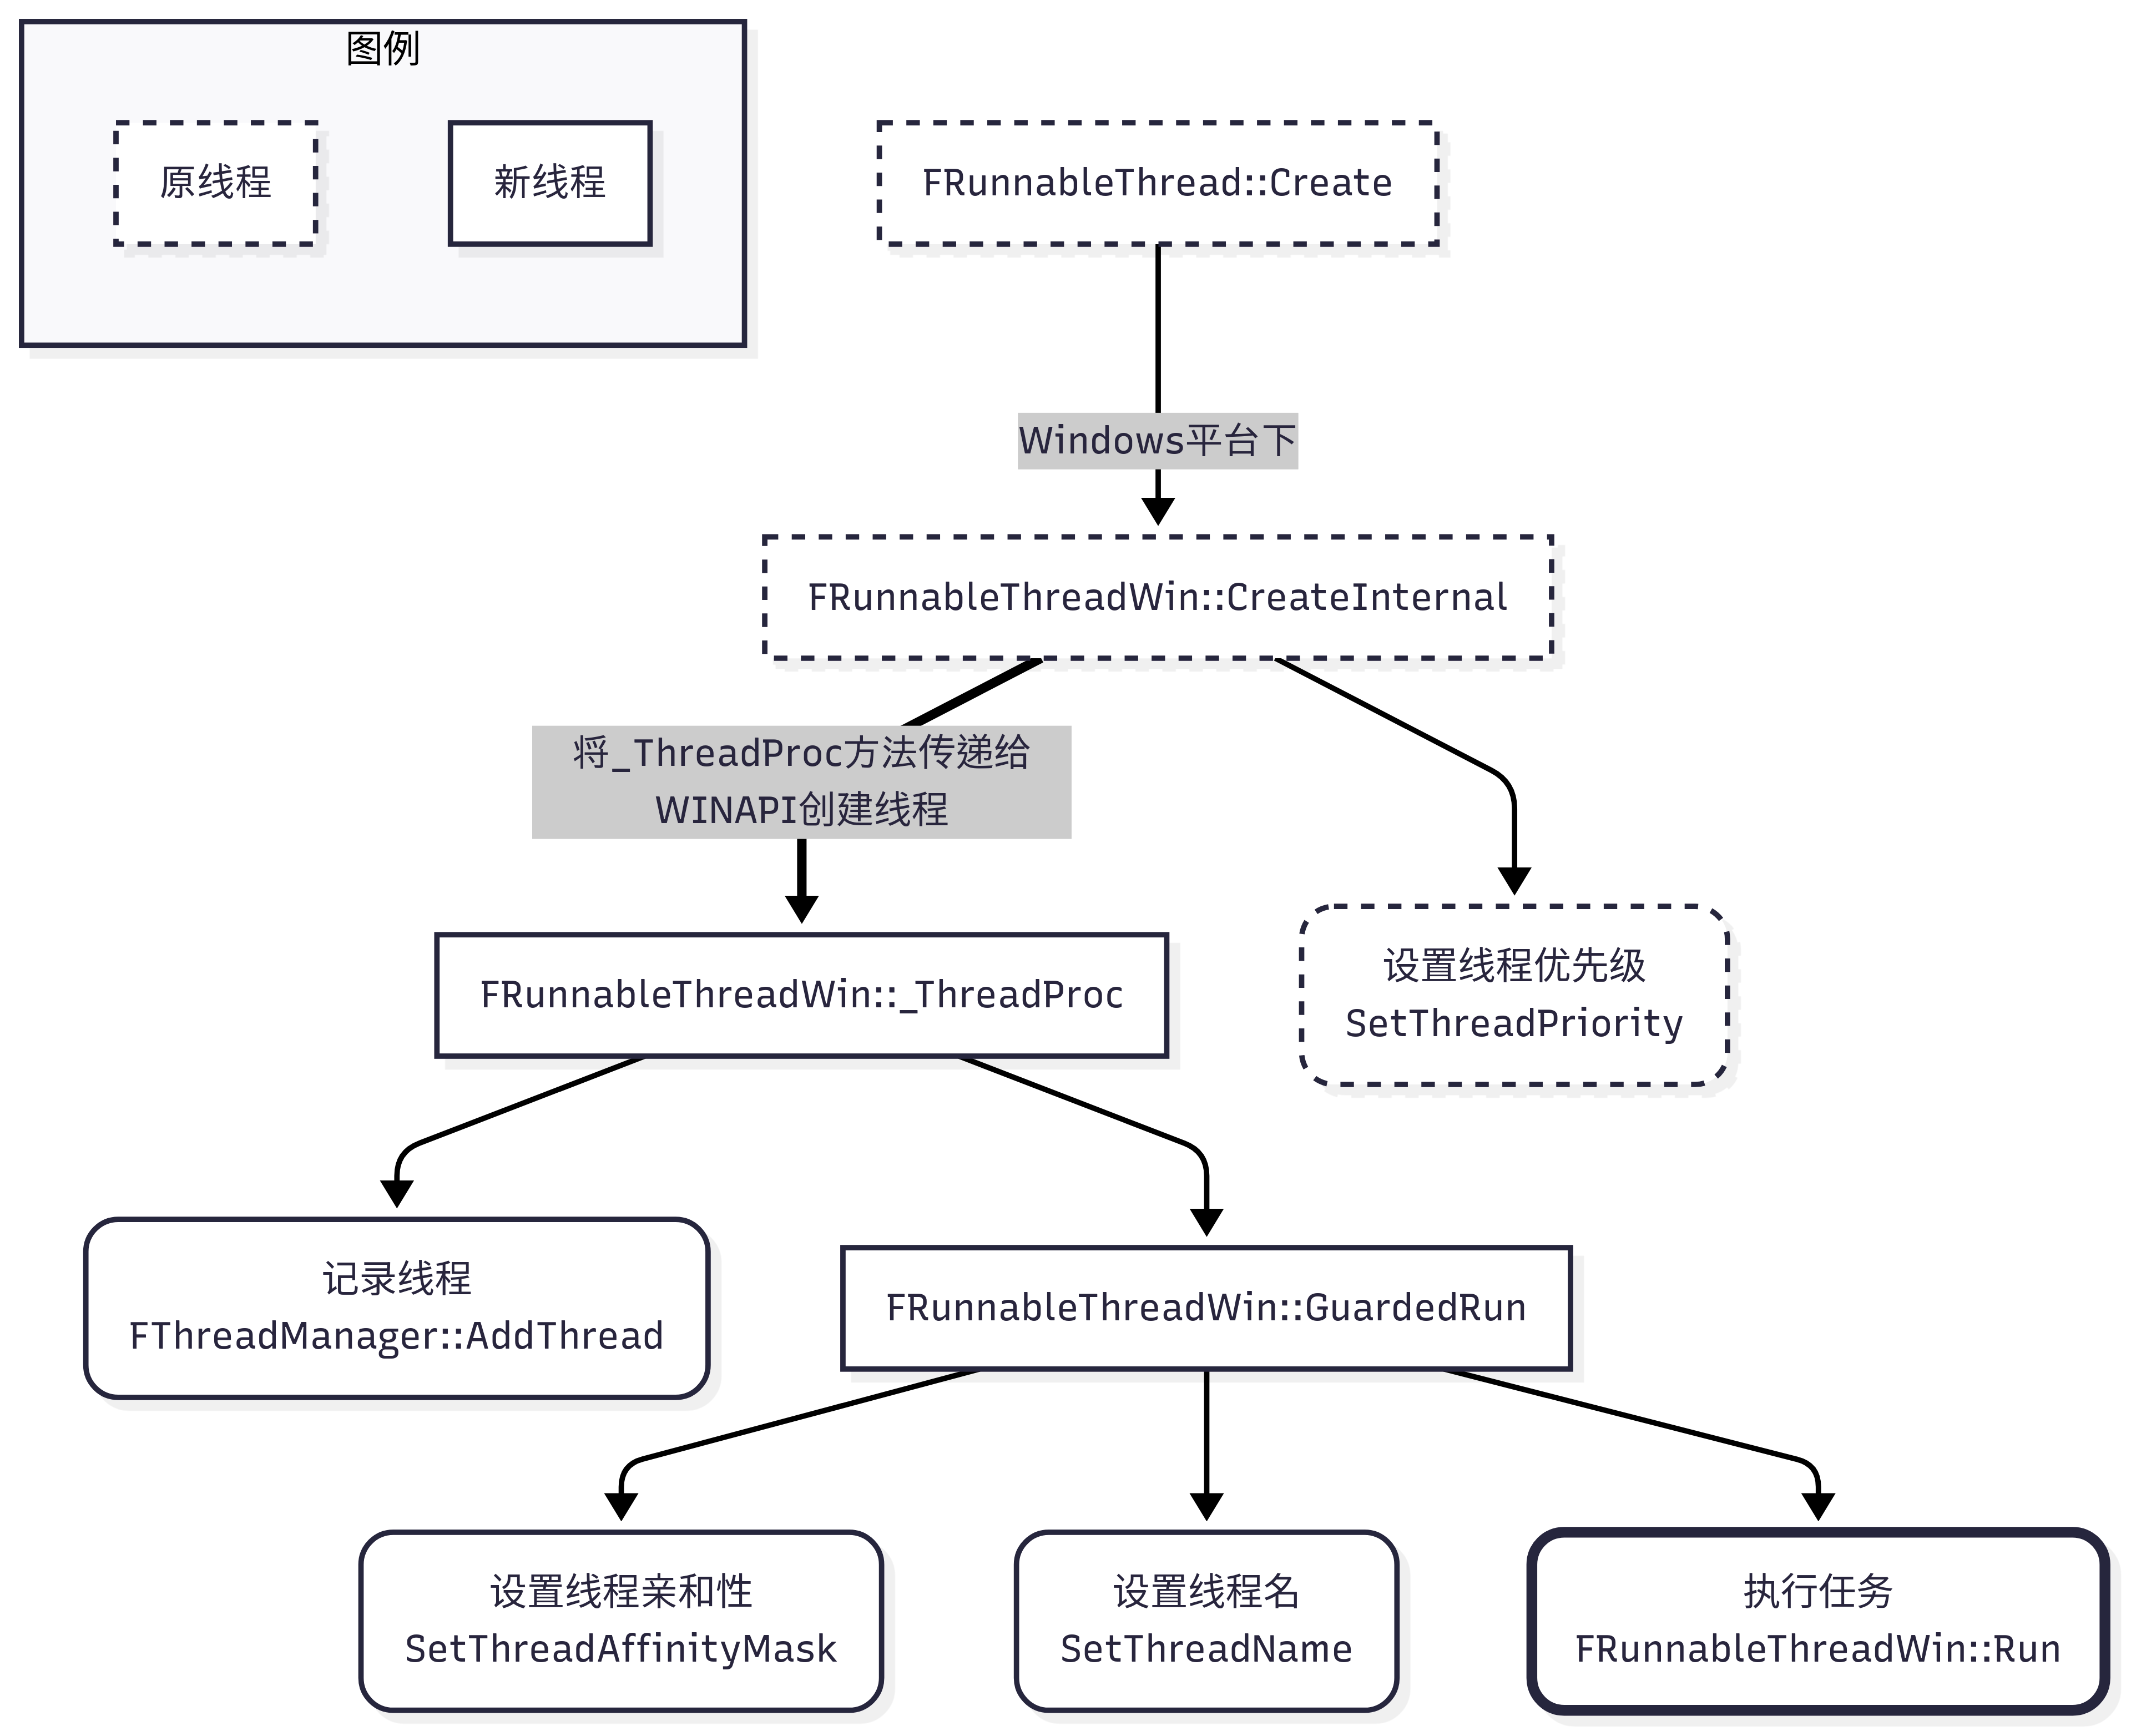 图例
原线程
新线程
FRunnableThread::Create
Windows平台下
FRunnableThreadWin::CreateInternal
将_ThreadProc方法传递给
WINAPI创建线程
FRunnableThreadWin::_ThreadProc
设置线程优先级
SetThreadPriority
记录线程
FThreadManager::AddThread
FRunnableThreadWin::GuardedRun
设置线程亲和性
SetThreadAffinityMask
设置线程名
SetThreadName
执行任务
FRunnableThreadWin::Run